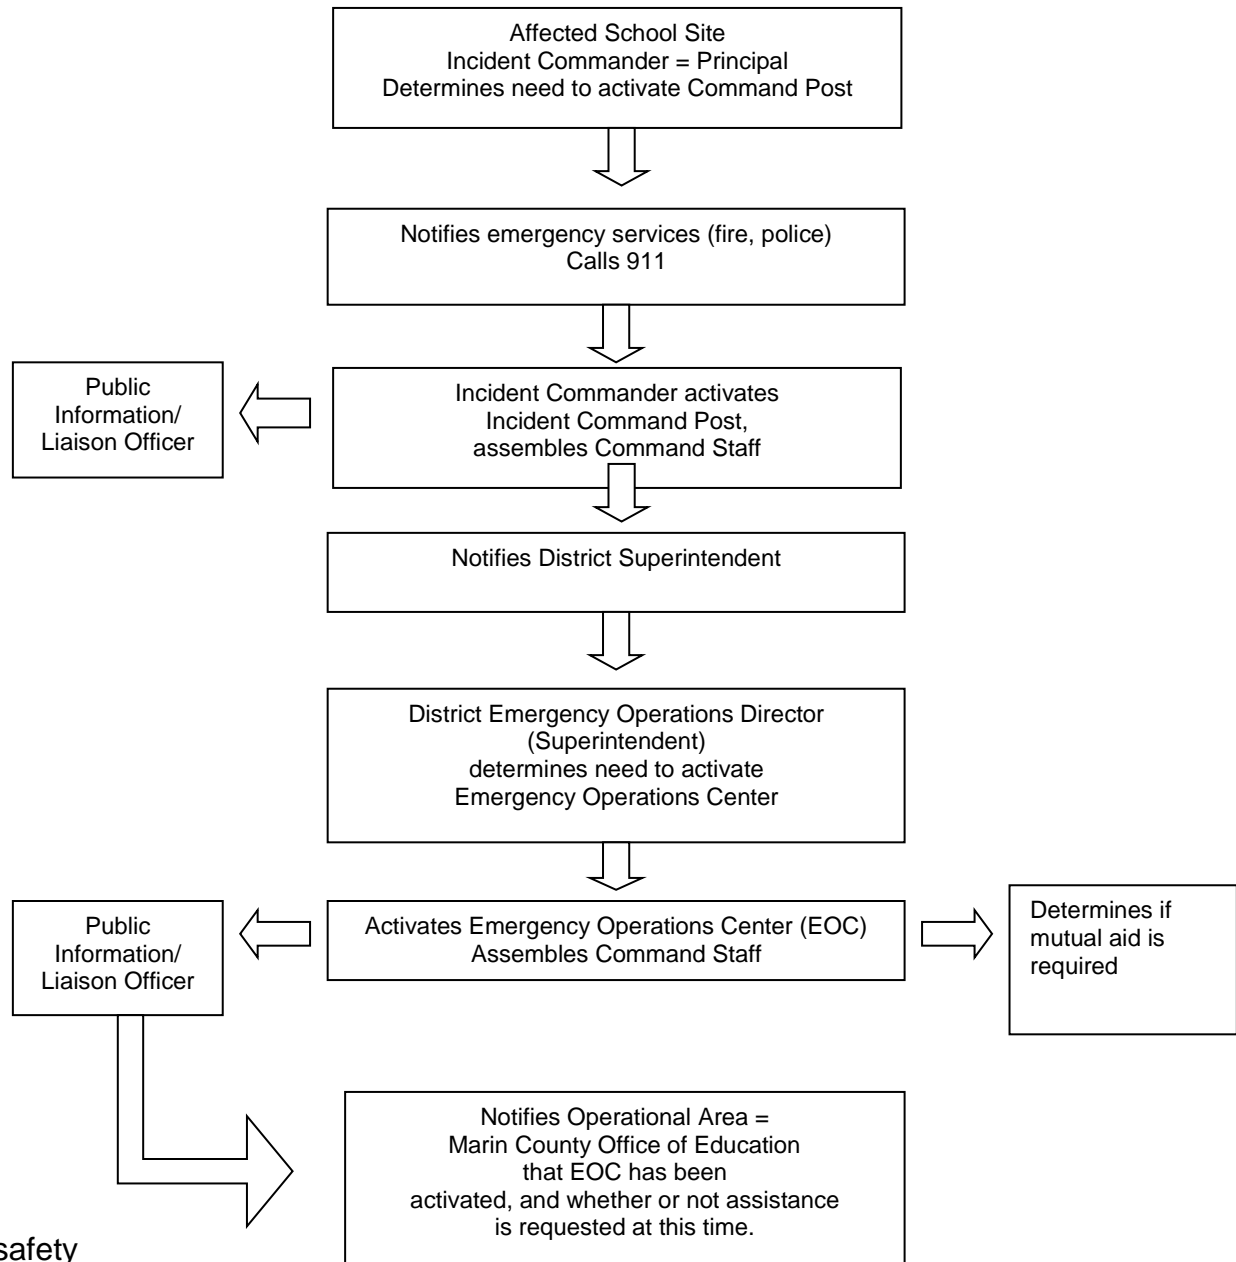 Affected School Site
Incident Commander = Principal
Determines need to activate Command Post
Notifies emergency services (fire, police)
Calls 911
Public
Information/
Liaison Officer
Incident Commander activates
Incident Command Post,
assembles Command Staff
Notifies District Superintendent
District Emergency Operations Director
(Superintendent)
determines need to activate
Emergency Operations Center
Public
Information/
Liaison Officer
Activates Emergency Operations Center (EOC)
Assembles Command Staff
Determines if
mutual aid is
required
Notifies Operational Area =
Marin County Office of Education
that EOC has been
activated, and whether or not assistance
is requested at this time.
safety